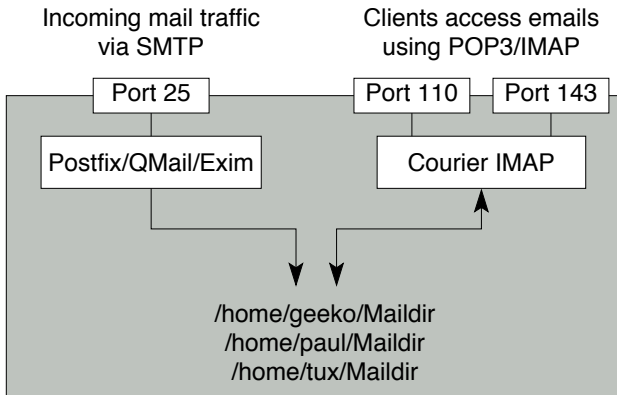 Incoming mail traffic
via SMTP
Clients access emails
using POP3/IMAP
Port 25
Port 110
Port 143
Postfix/QMail/Exim
Courier IMAP
/home/geeko/Maildir
/home/paul/Maildir
/home/tux/Maildir